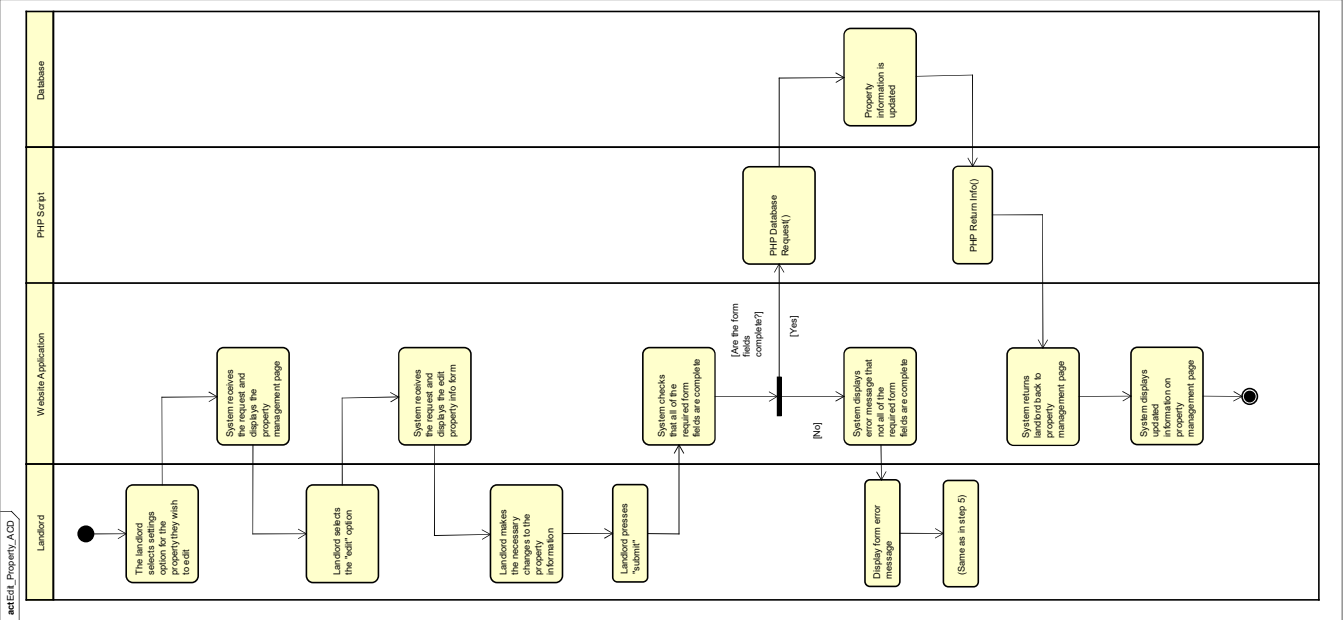 act Edit_Property_ACD
Landlord
Website Application
PHP Script
Database
The landlord
selects settings
option for the
property they wish
to edit
System receives
the request and
displays the
property
management page
Landlord selects
the "edit" option
System receives
the request and
displays the edit
property info form
Landlord makes
the necessary
changes to the
property
information
Landlord presses
"submit"
System checks
that all of the
required form
fields are complete
[Are the form
fields
complete?]
[Yes]
[No]
PHP Database
Request()
Property
information is
updated
PHP Return Info()
System displays
error message that
not all of the
required form
fields are complete
Display form error
message
(Same as in step 5)
System returns
landlord back to
property
management page
System displays
updated
information on
property
management page